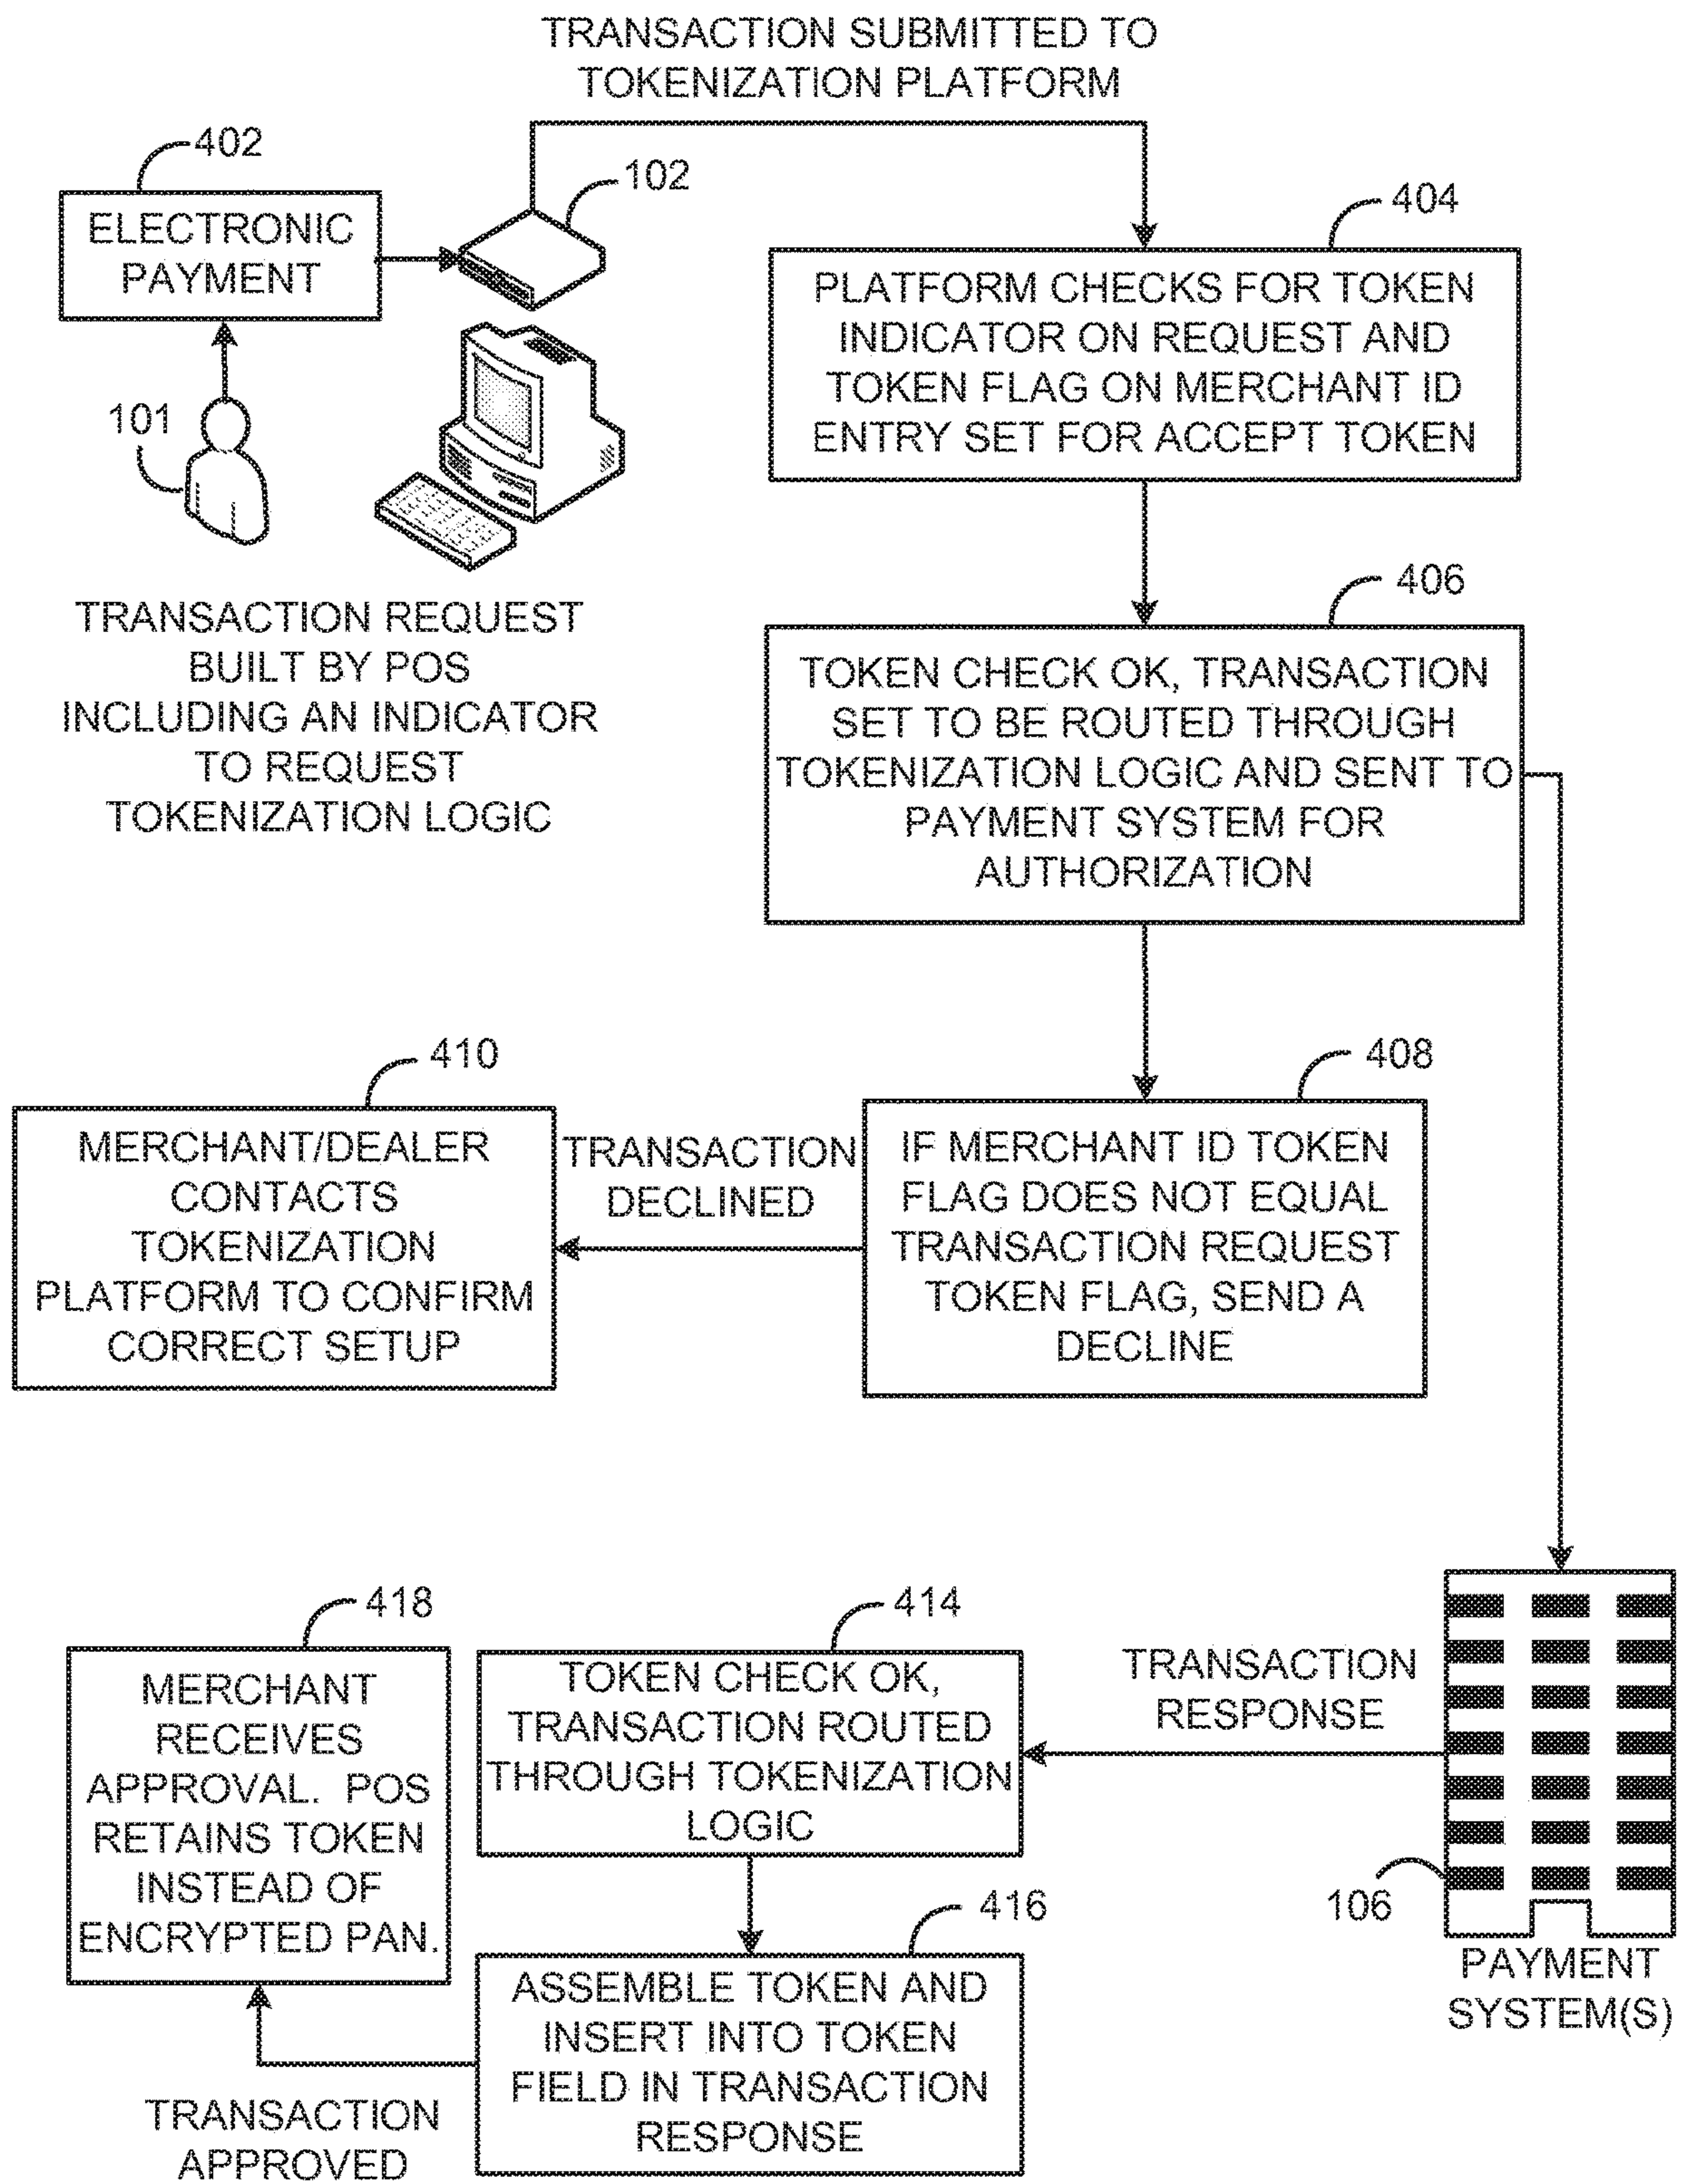 TRANSACTION SUBMITTED TO
TOKENIZATION PLATFORM
402
ELECTRONIC
PAYMENT
102
101
TRANSACTION REQUEST
BUILT BY POS
INCLUDING AN INDICATOR
TO REQUEST
TOKENIZATION LOGIC
404
PLATFORM CHECKS FOR TOKEN
INDICATOR ON REQUEST AND
TOKEN FLAG ON MERCHANT ID
ENTRY SET FOR ACCEPT TOKEN
406
TOKEN CHECK OK, TRANSACTION
SET TO BE ROUTED THROUGH
TOKENIZATION LOGIC AND SENT TO
PAYMENT SYSTEM FOR
AUTHORIZATION
408
IF MERCHANT ID TOKEN
FLAG DOES NOT EQUAL
TRANSACTION REQUEST
TOKEN FLAG, SEND A
DECLINE
TRANSACTION
DECLINED
410
MERCHANT/DEALER
CONTACTS
TOKENIZATION
PLATFORM TO CONFIRM
CORRECT SETUP
106
PAYMENT
SYSTEM(S)
TRANSACTION
RESPONSE
414
TOKEN CHECK OK,
TRANSACTION ROUTED
THROUGH TOKENIZATION
LOGIC
416
ASSEMBLE TOKEN AND
INSERT INTO TOKEN
FIELD IN TRANSACTION
RESPONSE
TRANSACTION
APPROVED
418
MERCHANT
RECEIVES
APPROVAL. POS
RETAINS TOKEN
INSTEAD OF
ENCRYPTED PAN.